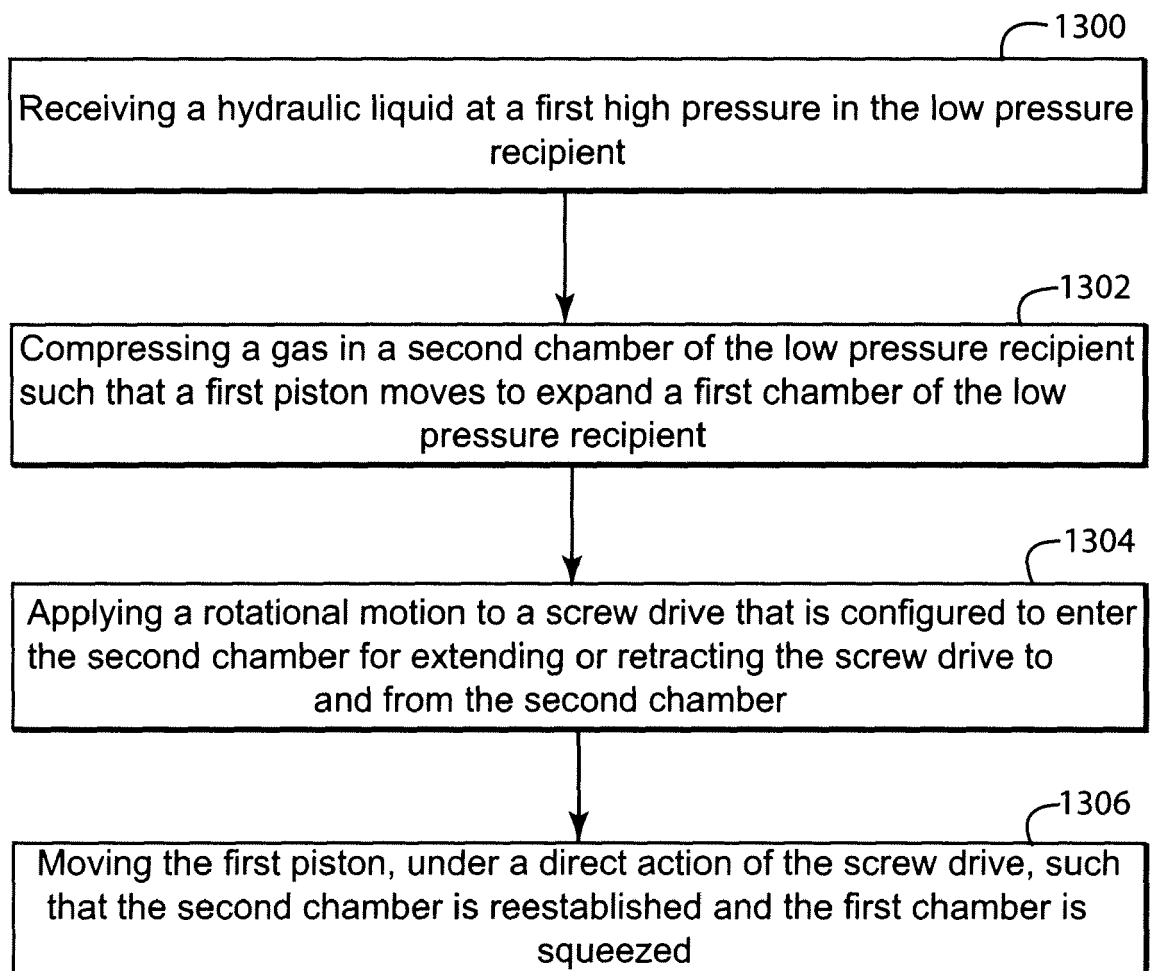 1300
Receiving a hydraulic liquid at a first high pressure in the low pressure
recipient
1302
Compressing a gas in a second chamber of the low pressure recipient
such that a first piston moves to expand a first chamber of the low
pressure recipient
1304
Applying a rotational motion to a screw drive that is configured to enter
the second chamber for extending or retracting the screw drive to
and from the second chamber
1306
Moving the first piston, under a direct action of the screw drive, such
that the second chamber is reestablished and the first chamber is
squeezed